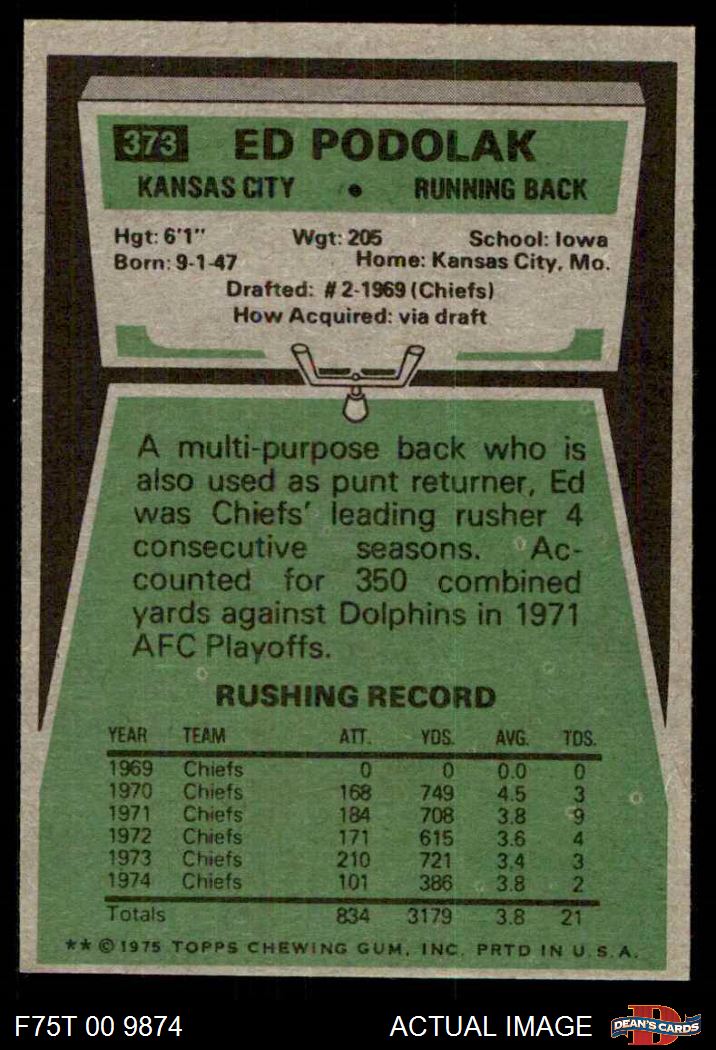 373 ED PODOLAK
KANSAS CITY • RUNNING BACK
Hgt: 6'1" Wgt: 205 School: Iowa
Born: 9-1-47 Home: Kansas City, Mo.
Drafted: #2-1969 (Chiefs)
How Acquired: via draft
A multi-purpose back who is
also used as punt returner, Ed
was Chiefs' leading rusher 4
consecutive seasons. Ac-
counted for 350 combined
yards against Dolphins in 1971
AFC Playoffs.
RUSHING RECORD
YEAR TEAM ATT. YDS. AVG. TDS.
1969 Chiefs 0 0 0.0 0
1970 Chiefs 168 749 4.5 3
1971 Chiefs 184 708 3.8 9
1972 Chiefs 171 615 3.6 4
1973 Chiefs 210 721 3.4 3
1974 Chiefs 101 386 3.8 2
Totals 834 3179 3.8 21
** © 1975 TOPPS CHEWING GUM, INC. PRTD IN U.S.A.
F75T 00 9874 ACTUAL IMAGE D DEAN'S CARDS